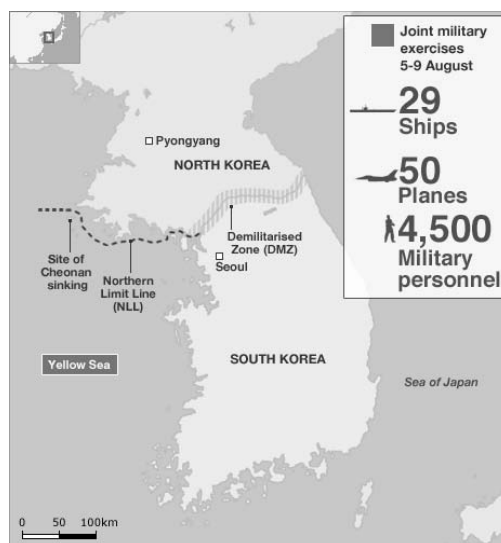 Joint military
exercises
5-9 August
29
Ships
50
Planes
4,500
Military
personnel
Pyongyang
NORTH KOREA
Demilitarised
Zone (DMZ)
Site of
Cheonan
sinking
Northern
Limit Line
(NLL)
Seoul
Yellow Sea
SOUTH KOREA
Sea of Japan
0 50 100km